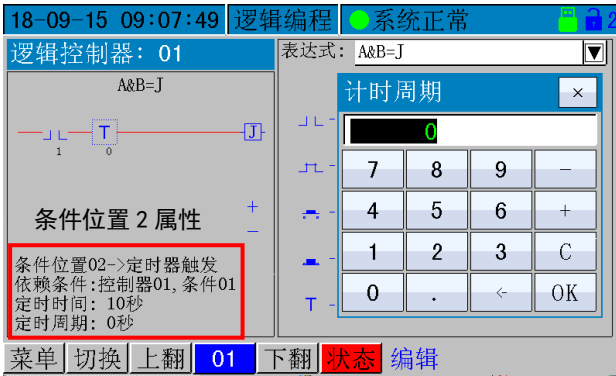 18-09-15 09:07:49 逻辑编程 系统正常 2
逻辑控制器: 01
表达式: A&B=J
A&B=J
T J
1 0
计时周期 ×
0
7 8 9 －
4 5 6 +
1 2 3 C
0 . <- OK
T
条件位置 2 属性
+
－
条件位置02->定时器触发
依赖条件:控制器01,条件01
定时时间: 10秒
定时周期: 0秒
菜单 切换 上翻 01 下翻 状态 编辑